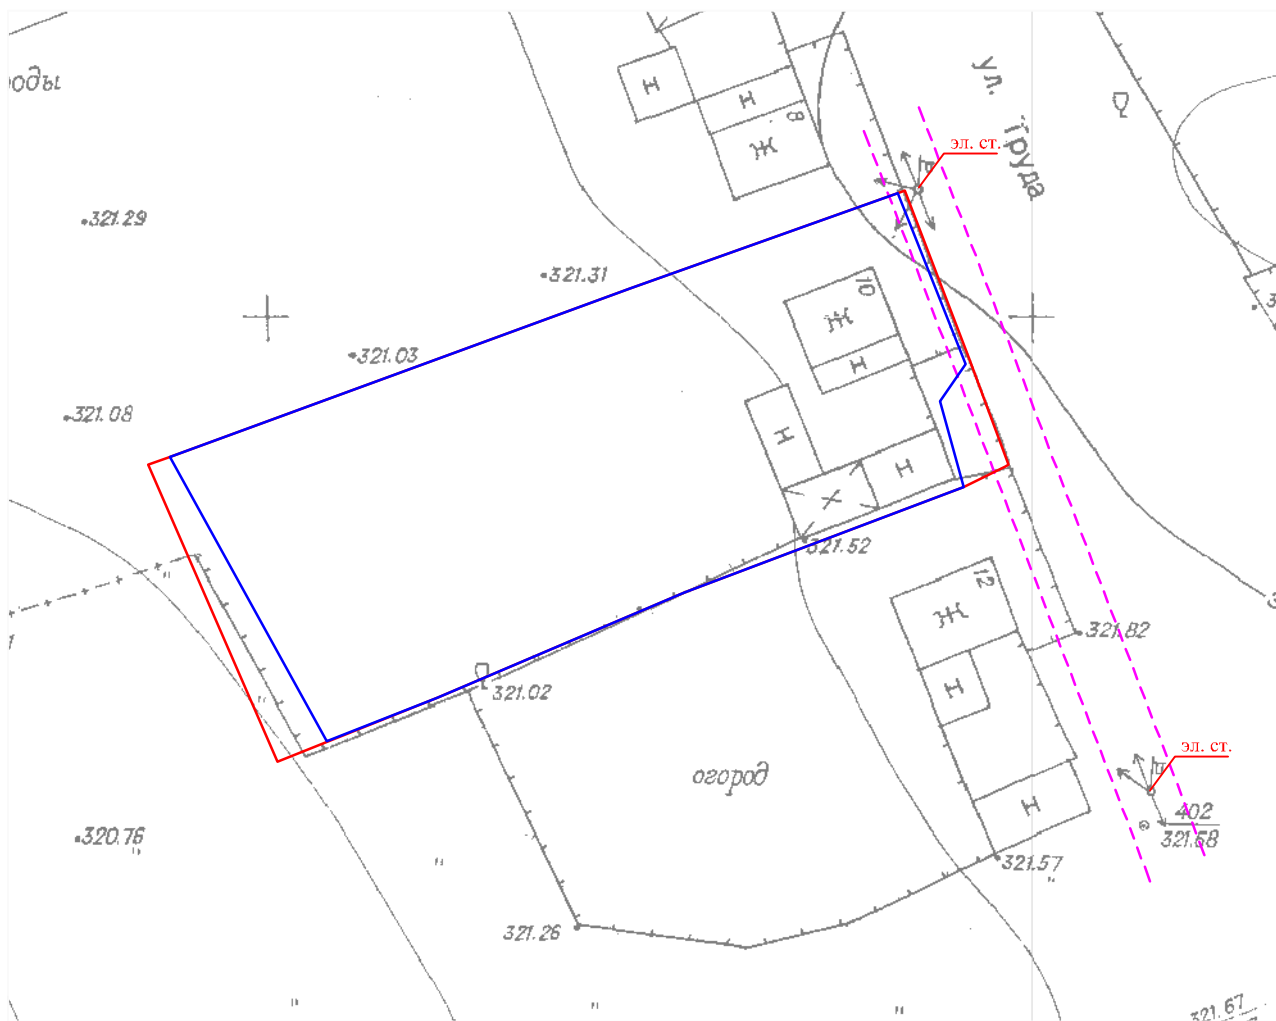 оды
ул. Труда
эл. ст.
Н
Н
8
Ж
321.29
321.31
10
Ж
Н
321.03
321.08
Н
Н
Х
321.52
12
Ж
321.82
Н
321.02
эл. ст.
огород
Н
402
321.68
320.76
321.57
321.26
321.67